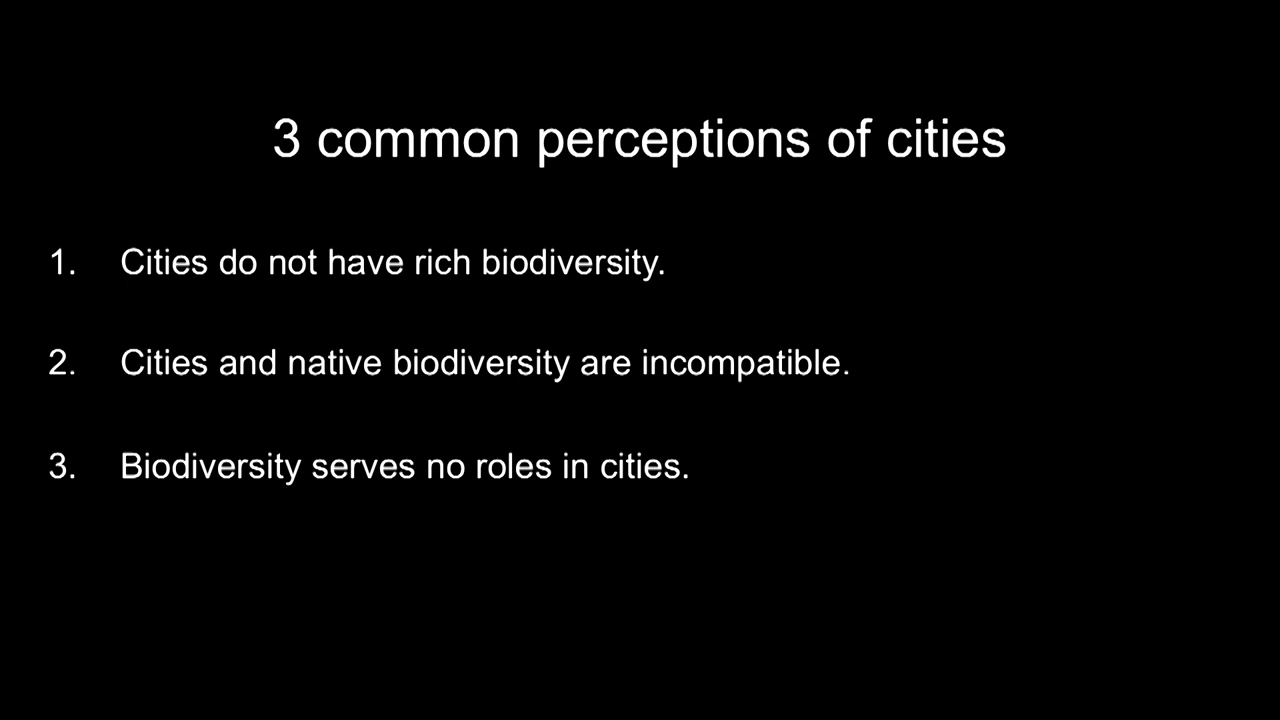 3 common perceptions of cities
1. Cities do not have rich biodiversity.
2. Cities and native biodiversity are incompatible.
3. Biodiversity serves no roles in cities.